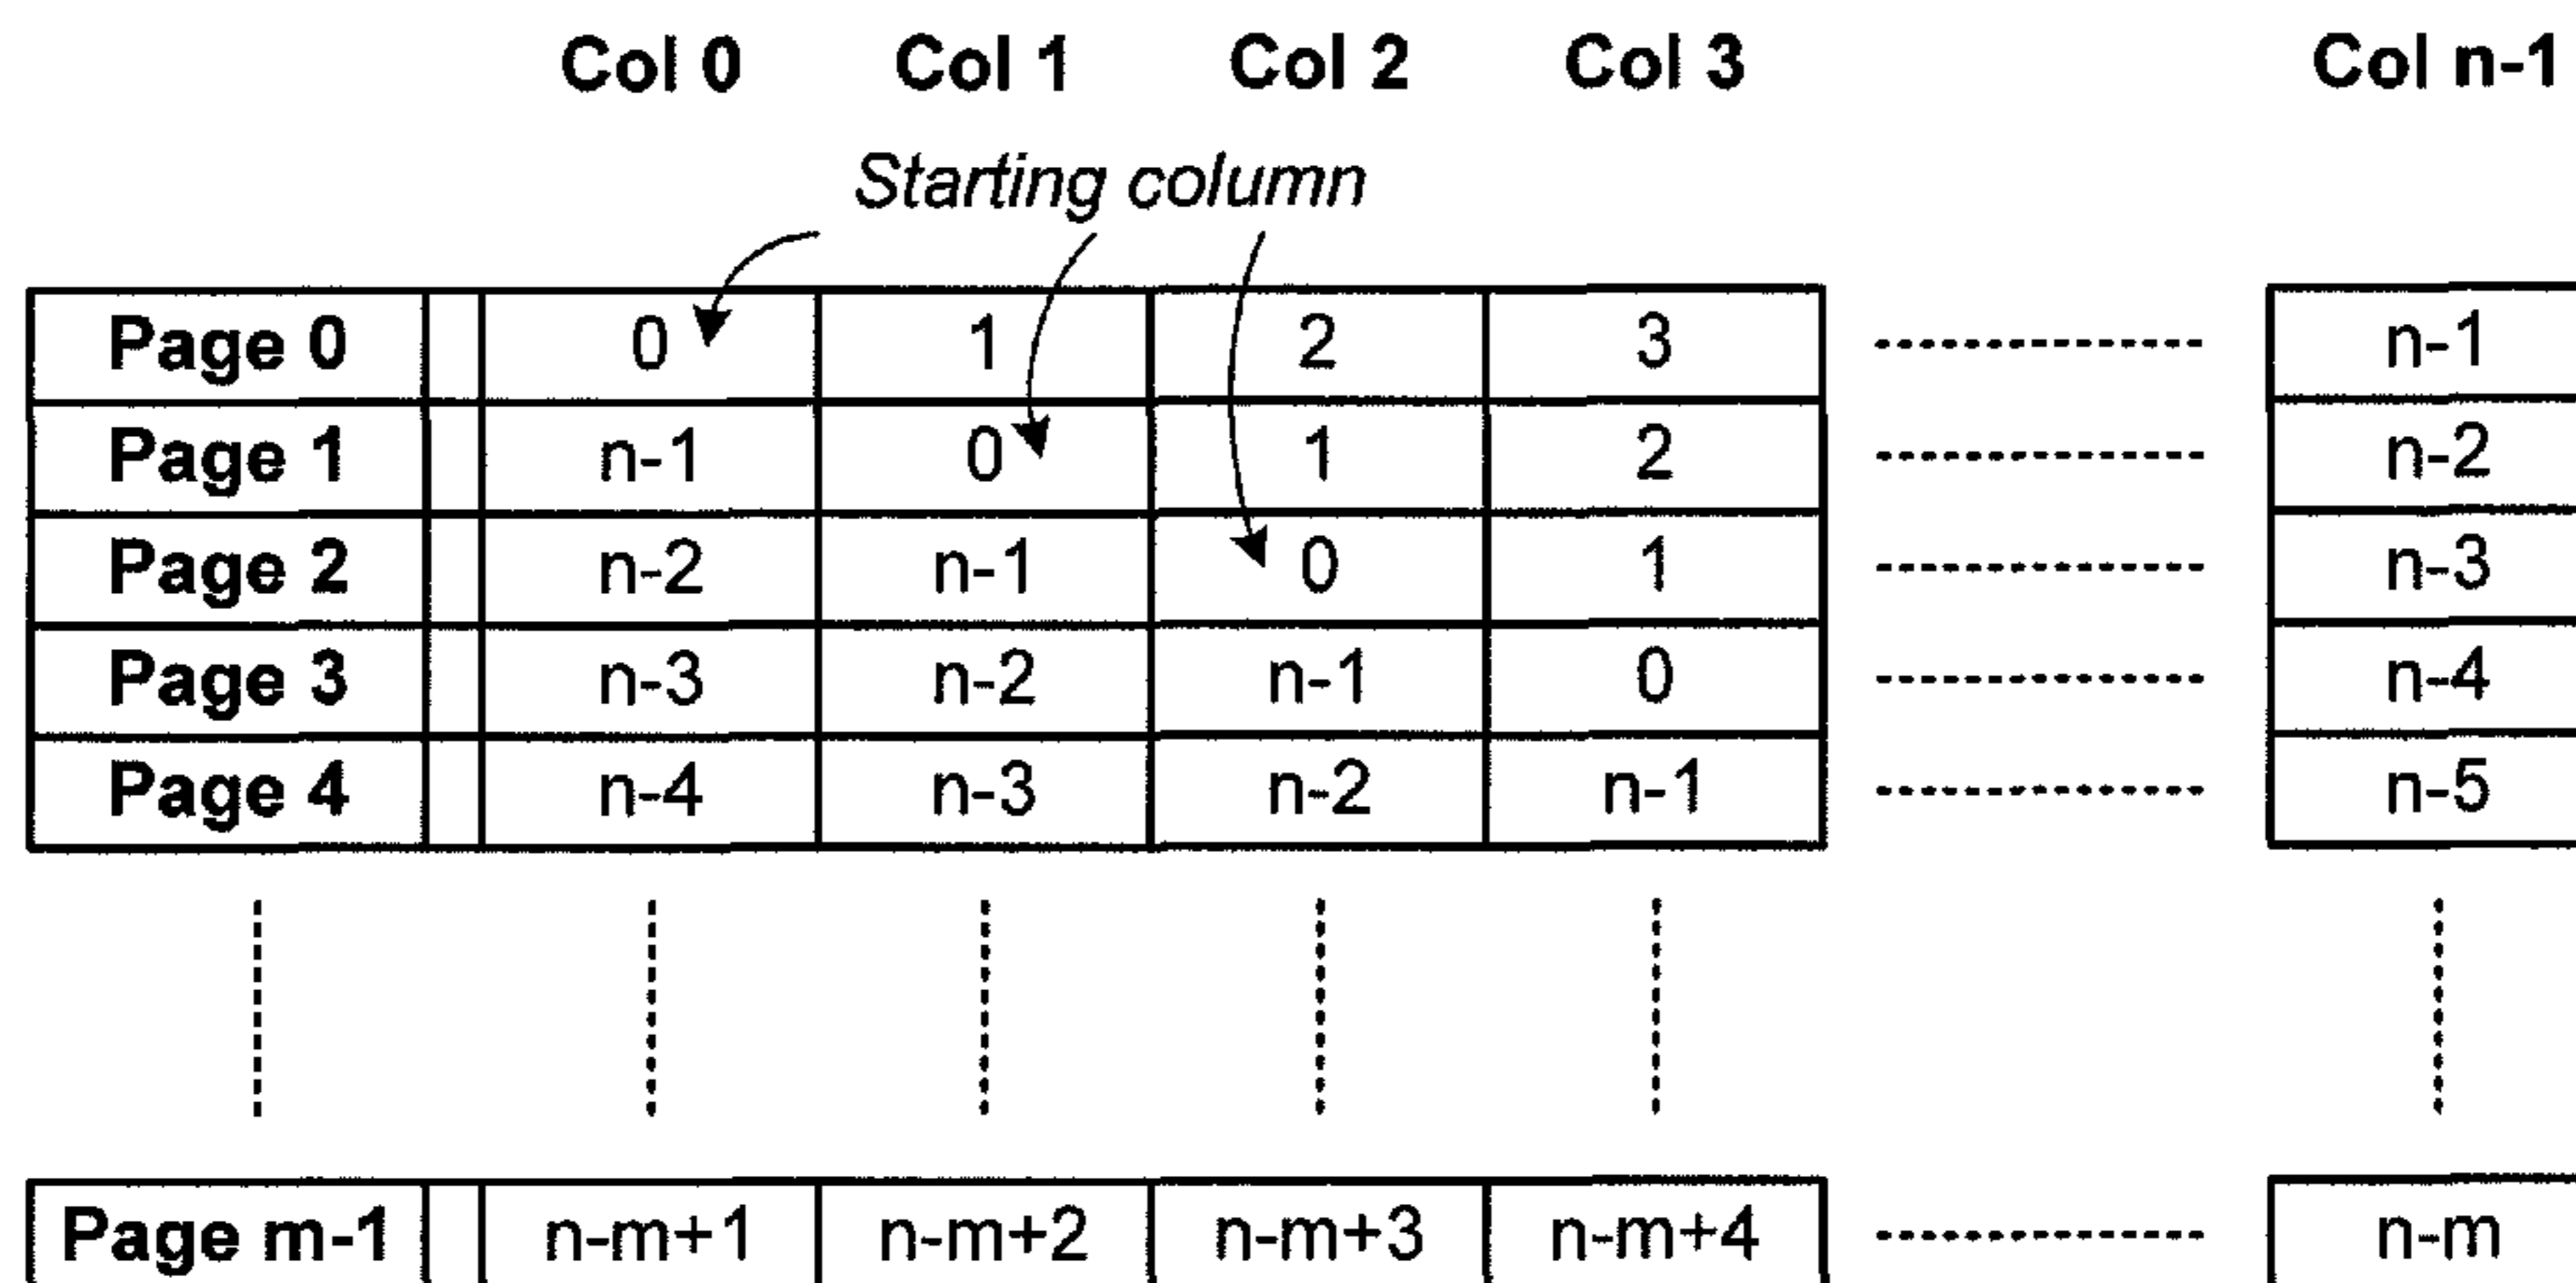 Col 0 Col 1 Col 2 Col 3 Col n-1
Starting column
Page 0 0 1 2 3 n-1
Page 1 n-1 0 1 2 n-2
Page 2 n-2 n-1 0 1 n-3
Page 3 n-3 n-2 n-1 0 n-4
Page 4 n-4 n-3 n-2 n-1 n-5
Page m-1 n-m+1 n-m+2 n-m+3 n-m+4 n-m